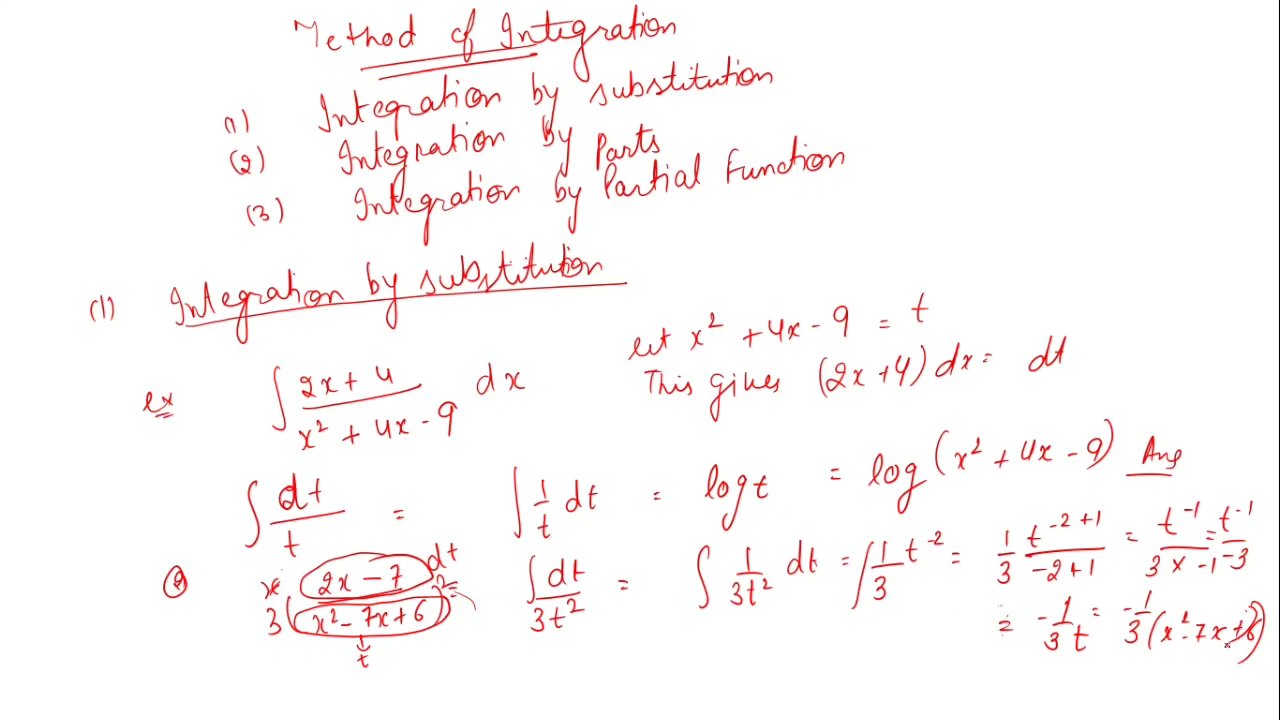 Method of Integration
(1) Integration by substitution
(2) Integration by Parts
(3) Integration by Partial Function
(1) Integration by substitution
ex ∫ (2x + 4)/(x² + 4x - 9) dx
let x² + 4x - 9 = t
This gives (2x + 4) dx = dt
∫ dt/t = ∫ 1/t dt = log t = log (x² + 4x - 9) Ans
② (2x - 7) dt / 3(x² - 7x + 6)² = ∫ dt/3t² = ∫ 1/3t² dt = ∫ 1/3 t⁻² = 1/3 t⁻²⁺¹/-2+1 = t⁻¹/3×-1 = t⁻¹/-3
t
= -1/3t = -1/3(x² - 7x + 6)